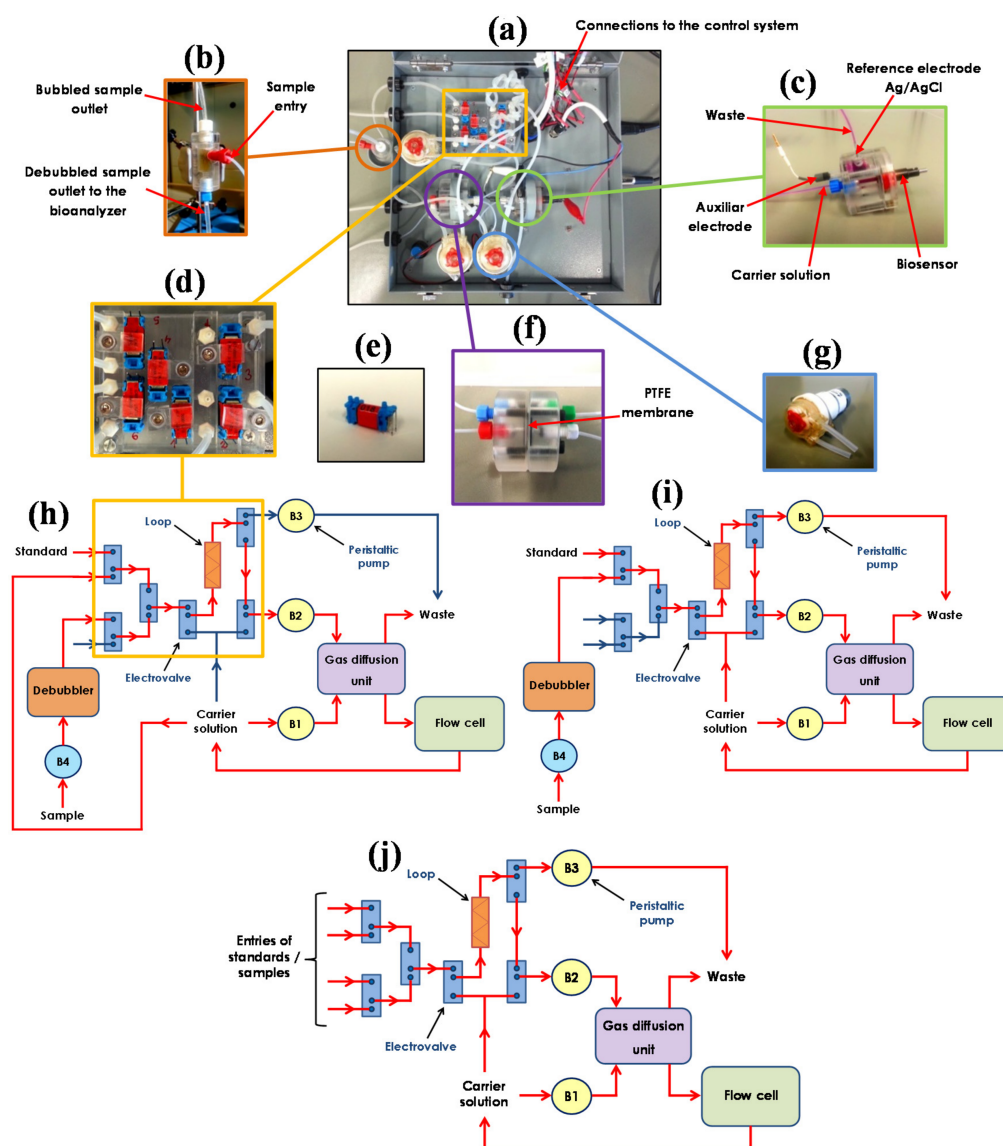 (a)
Connections to the control system
(b)
Bubbled sample
outlet
Sample
entry
Debubbled sample
outlet to the
bioanalyzer
(c)
Reference electrode
Ag/AgCl
Waste
Auxiliar
electrode
Carrier solution
Biosensor
(d)
5
4
3
6
(e)
(f)
PTFE
membrane
(g)
(h)
Standard
Loop
B3
Peristaltic
pump
B2
Waste
Electrovalve
Gas diffusion
unit
Debubbler
Carrier
solution
B1
Flow cell
B4
Sample
(i)
Standard
Loop
B3
Peristaltic
pump
B2
Waste
Electrovalve
Gas diffusion
unit
Debubbler
Carrier
solution
B1
Flow cell
B4
Sample
(j)
Loop
B3
Peristaltic
pump
Entries of
standards /
samples
B2
Waste
Electrovalve
Gas diffusion
unit
Carrier
solution
B1
Flow cell